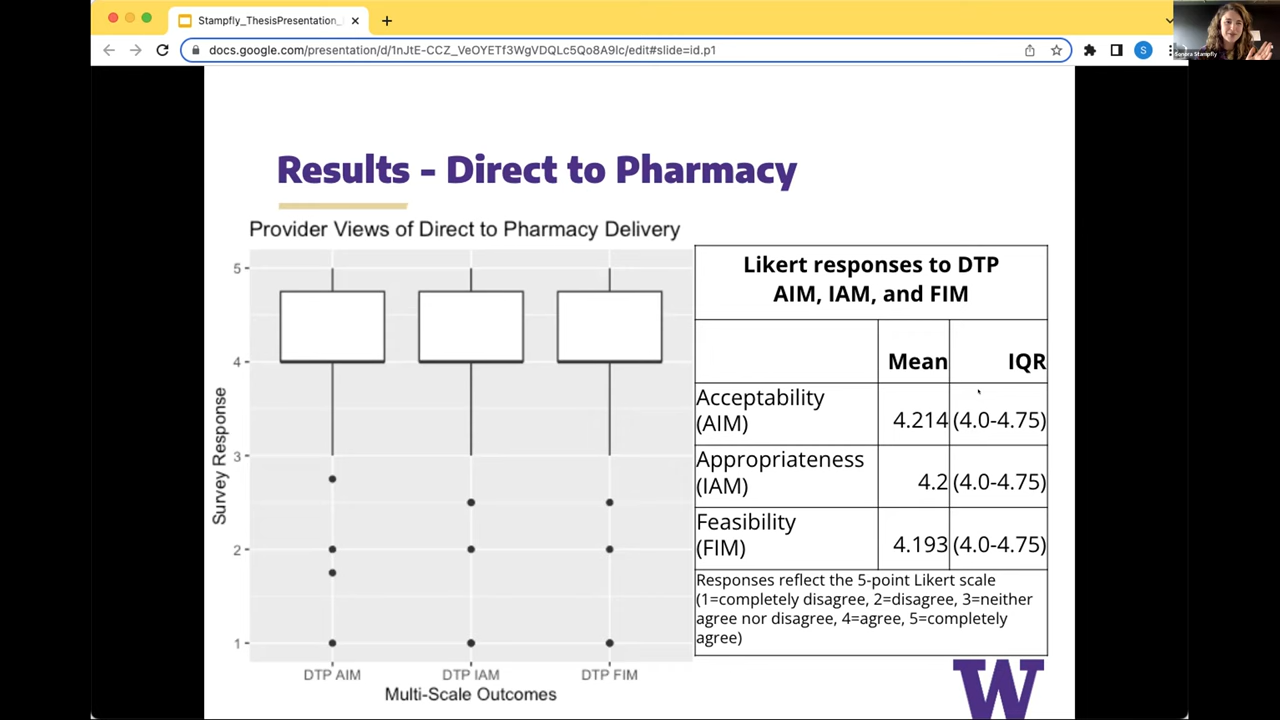 Stampfly_ThesisPresentation_
docs.google.com/presentation/d/1nJtE-CCZ_VeOYETf3WgVDQLc5Qo8A9lc/edit#slide=id.p1
S
Sandra Stampfly
Results - Direct to Pharmacy
Provider Views of Direct to Pharmacy Delivery
Survey Response
5
4
3
2
1
DTP AIM DTP IAM DTP FIM
Multi-Scale Outcomes
Likert responses to DTP
AIM, IAM, and FIM
Mean IQR
Acceptability
(AIM) 4.214 (4.0-4.75)
Appropriateness
(IAM) 4.2 (4.0-4.75)
Feasibility
(FIM) 4.193 (4.0-4.75)
Responses reflect the 5-point Likert scale
(1=completely disagree, 2=disagree, 3=neither
agree nor disagree, 4=agree, 5=completely
agree)
W